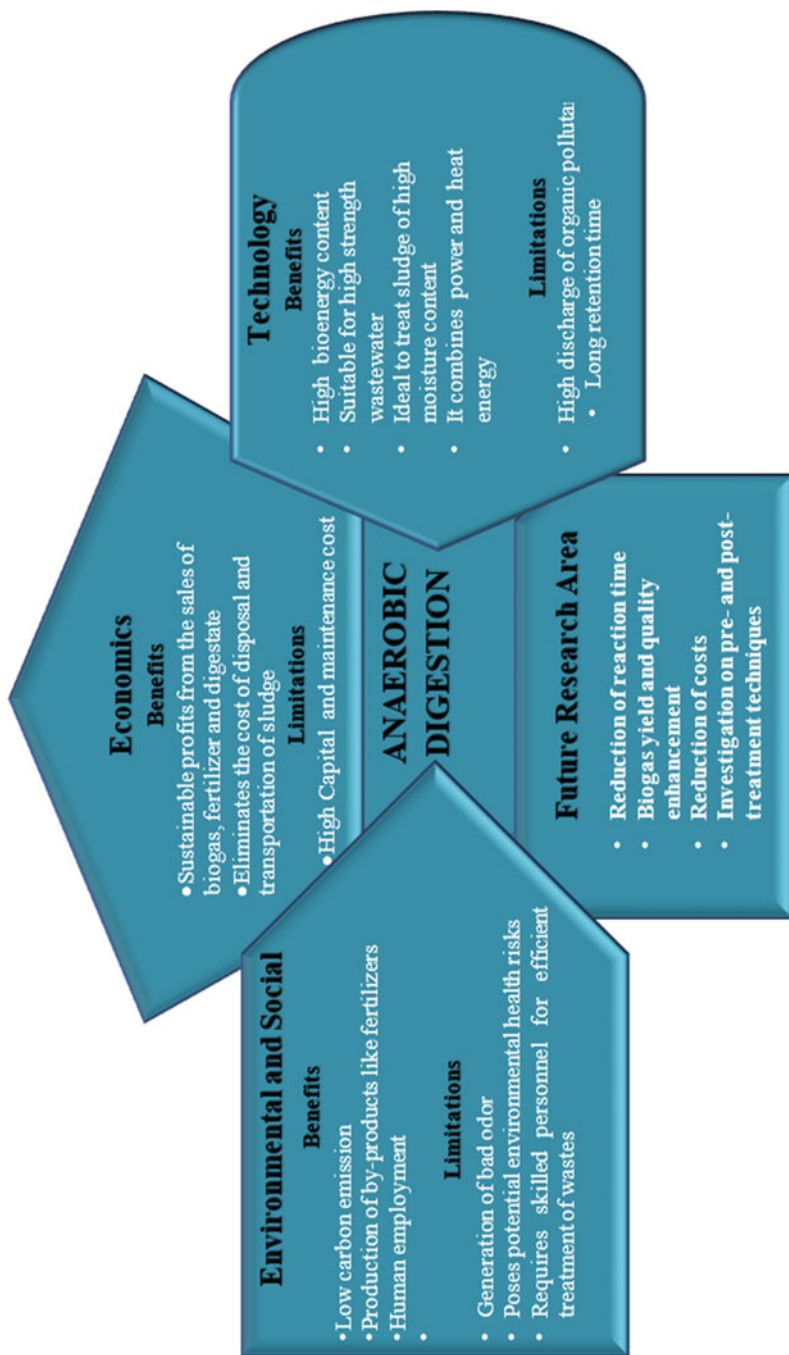 Economics
Benefits
•Sustainable profits from the sales of
biogas, fertilizer and digestate
•Eliminates the cost of disposal and
transportation of sludge
Limitations
•High Capital and maintenance cost
Environmental and Social
Benefits
•Low carbon emission
•Production of by-products like fertilizers
•Human employment
•
Limitations
• Generation of bad odor
• Poses potential environmental health risks
• Requires skilled personnel for efficient
treatment of wastes
ANAEROBIC
DIGESTION
Technology
Benefits
• High bioenergy content
• Suitable for high strength
wastewater
• Ideal to treat sludge of high
moisture content
• It combines power and heat
energy
Limitations
• High discharge of organic
• Long retention time
Future Research Area
• Reduction of reaction time
• Biogas yield and quality
enhancement
• Reduction of costs
• Investigation on pre- and post-
treatment techniques